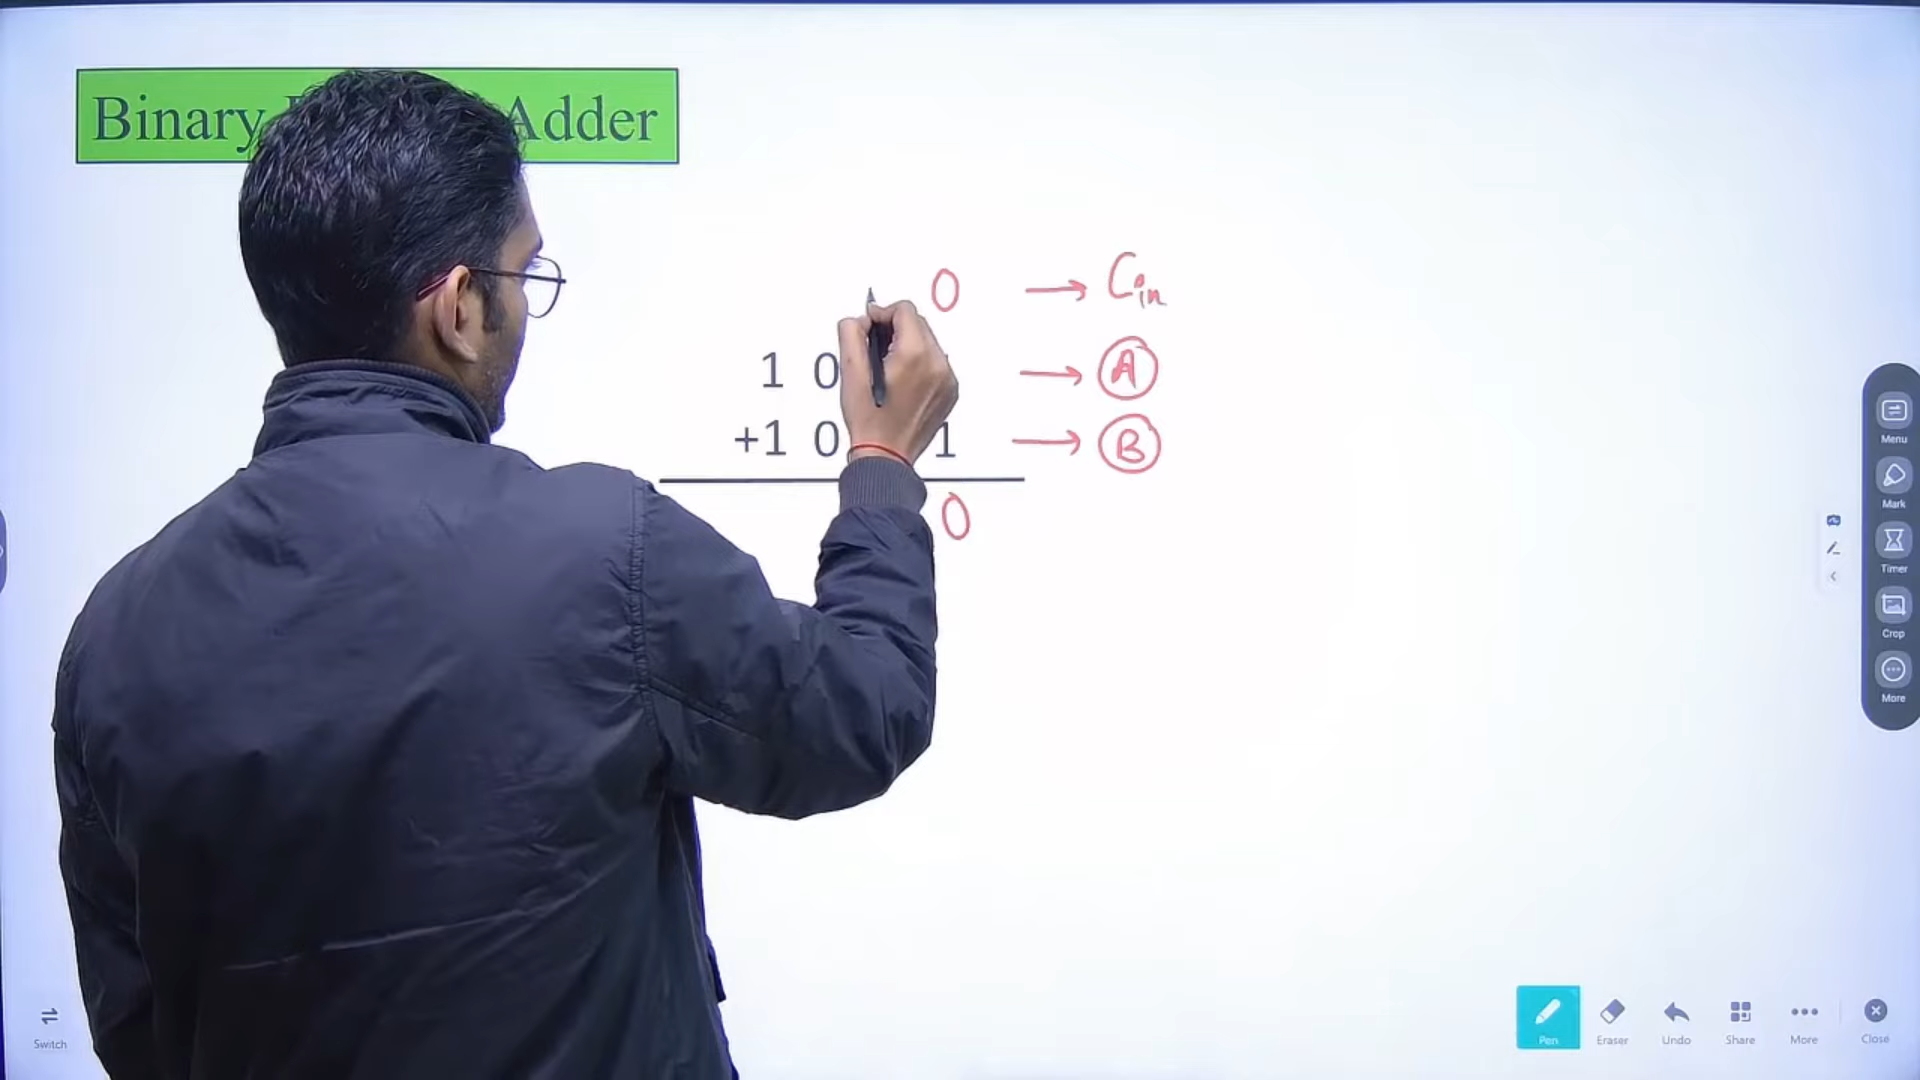 Binary Adder
0 → Cin
1 0 → A
+1 0 1 → B
0
Menu
Mark
Timer
Crop
More
Switch
Pen
Eraser
Undo
Share
More
Close